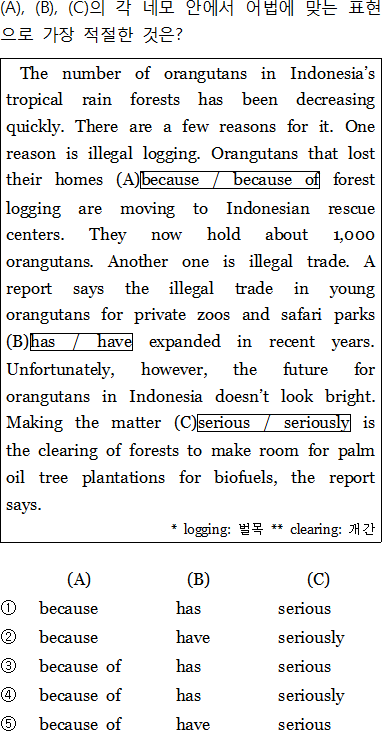 (A), (B), (C)의 각 네모 안에서 어법에 맞는 표현
으로 가장 적절한 것은?
The number of orangutans in Indonesia's
tropical rain forests has been decreasing
quickly. There are a few reasons for it. One
reason is illegal logging. Orangutans that lost
their homes (A)because / because of forest
logging are moving to Indonesian rescue
centers. They now hold about 1,000
orangutans. Another one is illegal trade. A
report says the illegal trade in young
orangutans for private zoos and safari parks
(B)has / have expanded in recent years.
Unfortunately, however, the future for
orangutans in Indonesia doesn't look bright.
Making the matter (C)serious / seriously is
the clearing of forests to make room for palm
oil tree plantations for biofuels, the report
says.
* logging: 벌목 ** clearing: 개간
(A) (B) (C)
① because has serious
② because have seriously
③ because of has serious
④ because of has seriously
⑤ because of have serious